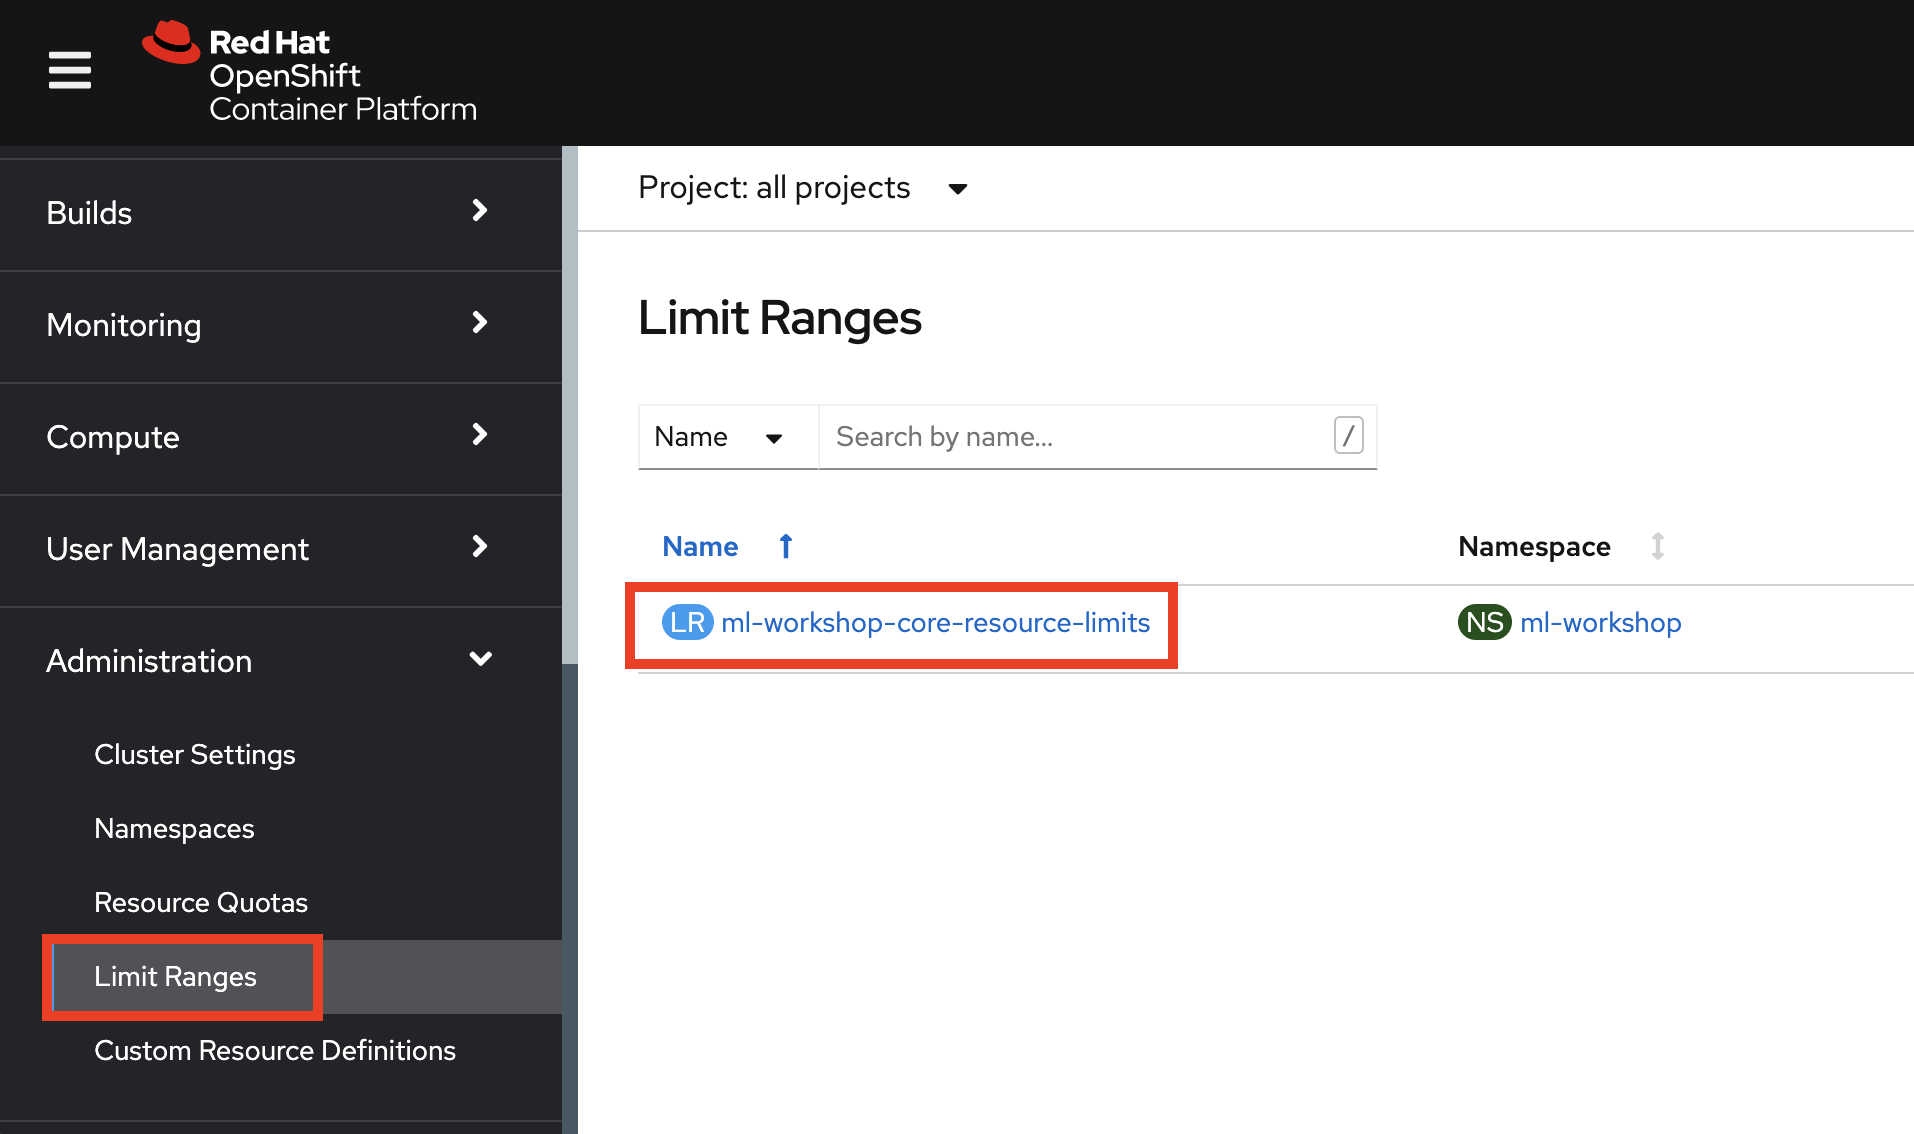 Red Hat
OpenShift
Container Platform
Builds
Monitoring
Compute
User Management
Administration
Cluster Settings
Namespaces
Resource Quotas
Limit Ranges
Custom Resource Definitions
Project: all projects
Limit Ranges
Name Search by name... /
Name Namespace
LR ml-workshop-core-resource-limits NS ml-workshop